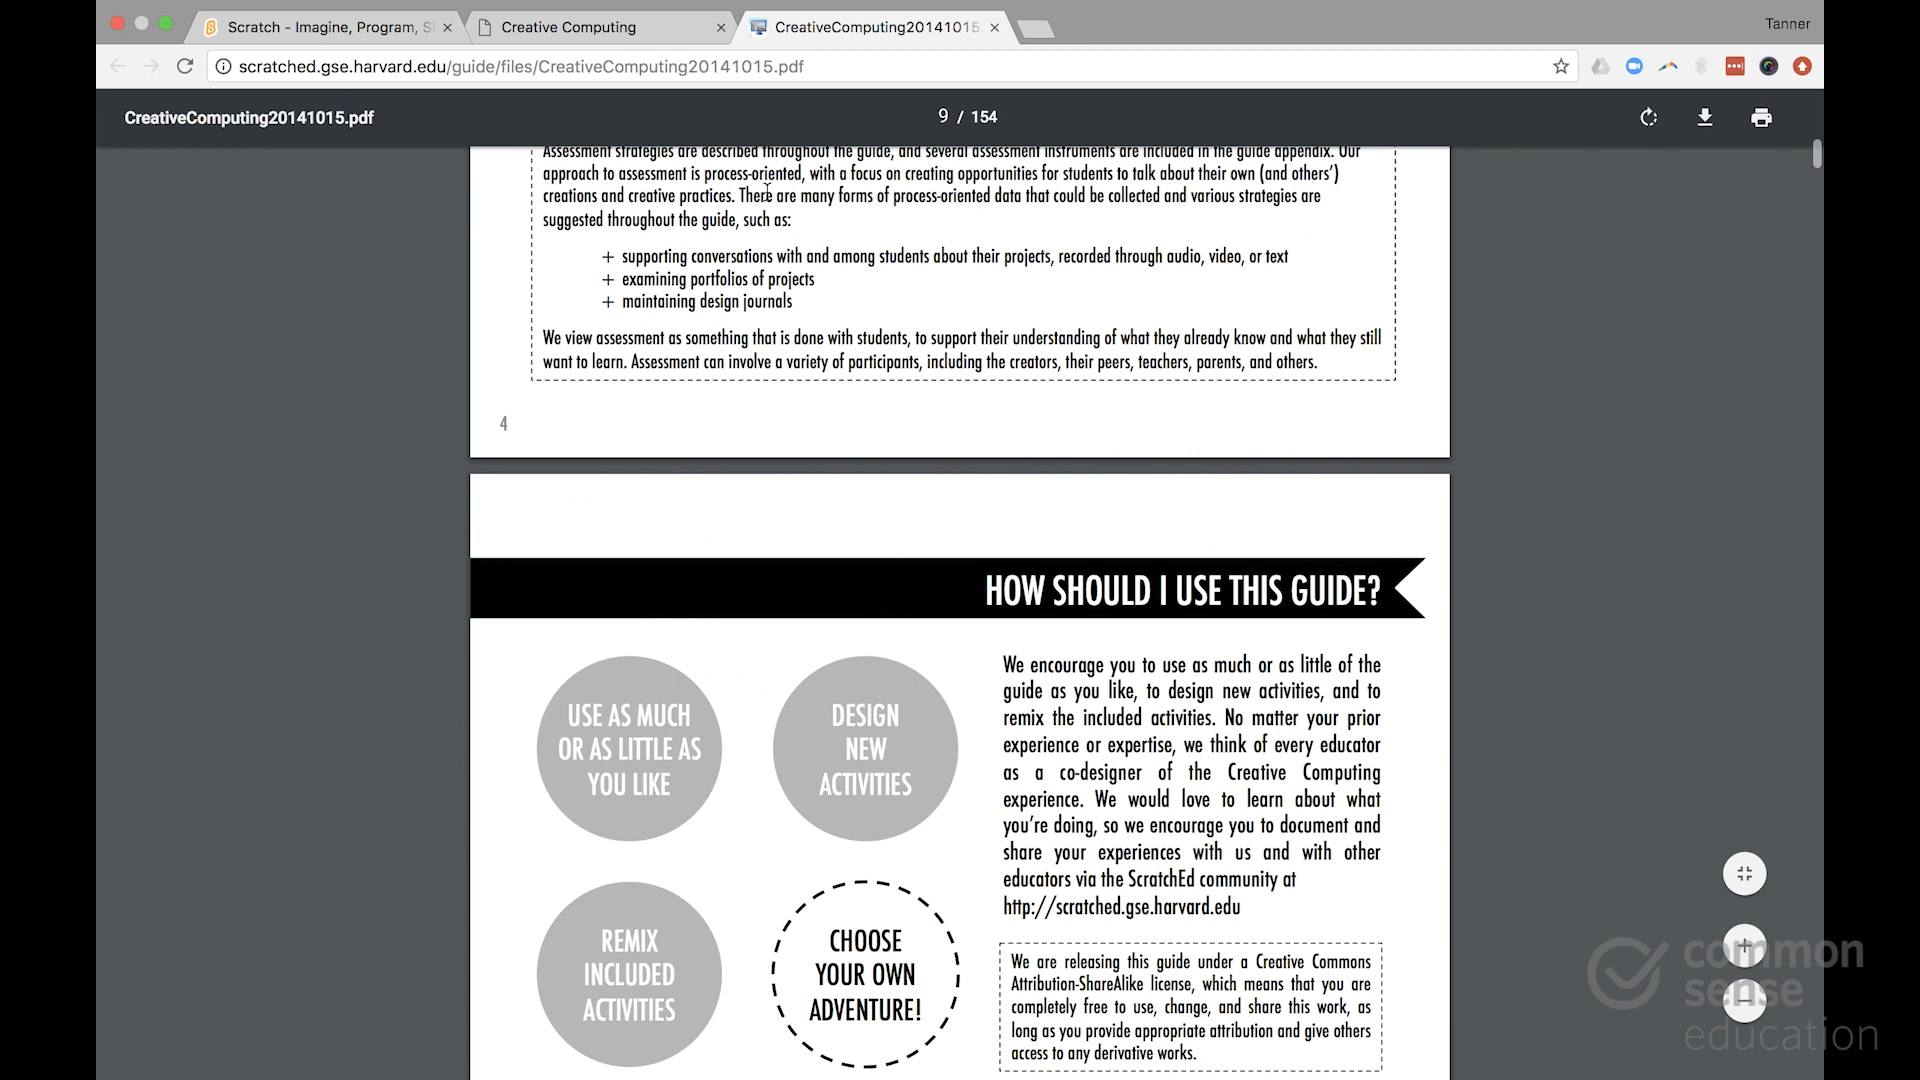 Scratch - Imagine, Program, S
Creative Computing
CreativeComputing20141015.
Tanner
scratched.gse.harvard.edu/guide/files/CreativeComputing20141015.pdf
CreativeComputing20141015.pdf
9 / 154
Assessment strategies are described throughout the guide, and several assessment instruments are included in the guide appendix. Our
approach to assessment is process-oriented, with a focus on creating opportunities for students to talk about their own (and others')
creations and creative practices. There are many forms of process-oriented data that could be collected and various strategies are
suggested throughout the guide, such as:
+ supporting conversations with and among students about their projects, recorded through audio, video, or text
+ examining portfolios of projects
+ maintaining design journals
We view assessment as something that is done with students, to support their understanding of what they already know and what they still
want to learn. Assessment can involve a variety of participants, including the creators, their peers, teachers, parents, and others.
4
HOW SHOULD I USE THIS GUIDE?
USE AS MUCH
OR AS LITTLE AS
YOU LIKE
DESIGN
NEW
ACTIVITIES
REMIX
INCLUDED
ACTIVITIES
CHOOSE
YOUR OWN
ADVENTURE!
We encourage you to use as much or as little of the
guide as you like, to design new activities, and to
remix the included activities. No matter your prior
experience or expertise, we think of every educator
as a co-designer of the Creative Computing
experience. We would love to learn about what
you're doing, so we encourage you to document and
share your experiences with us and with other
educators via the ScratchEd community at
http://scratched.gse.harvard.edu
We are releasing this guide under a Creative Commons
Attribution-ShareAlike license, which means that you are
completely free to use, change, and share this work, as
long as you provide appropriate attribution and give others
access to any derivative works.
common
sense
education